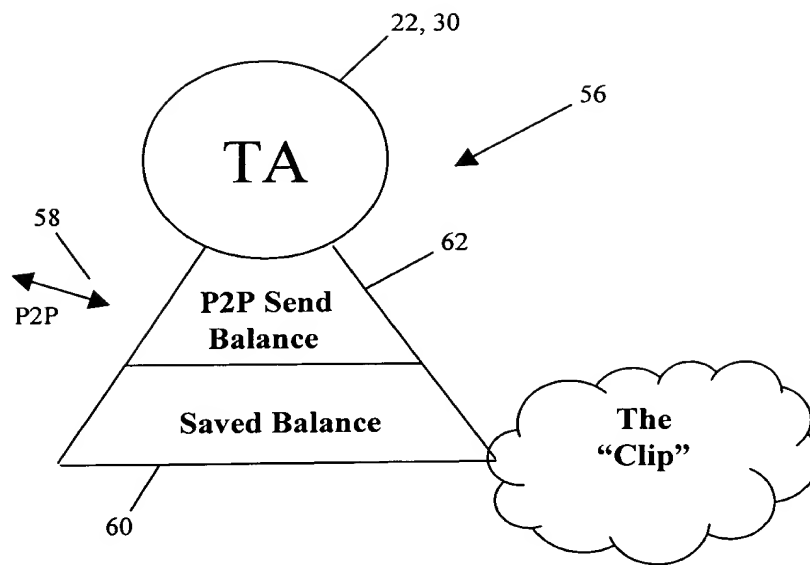 22, 30
56
TA
58
62
P2P
P2P Send
Balance
Saved Balance
The
“Clip”
60